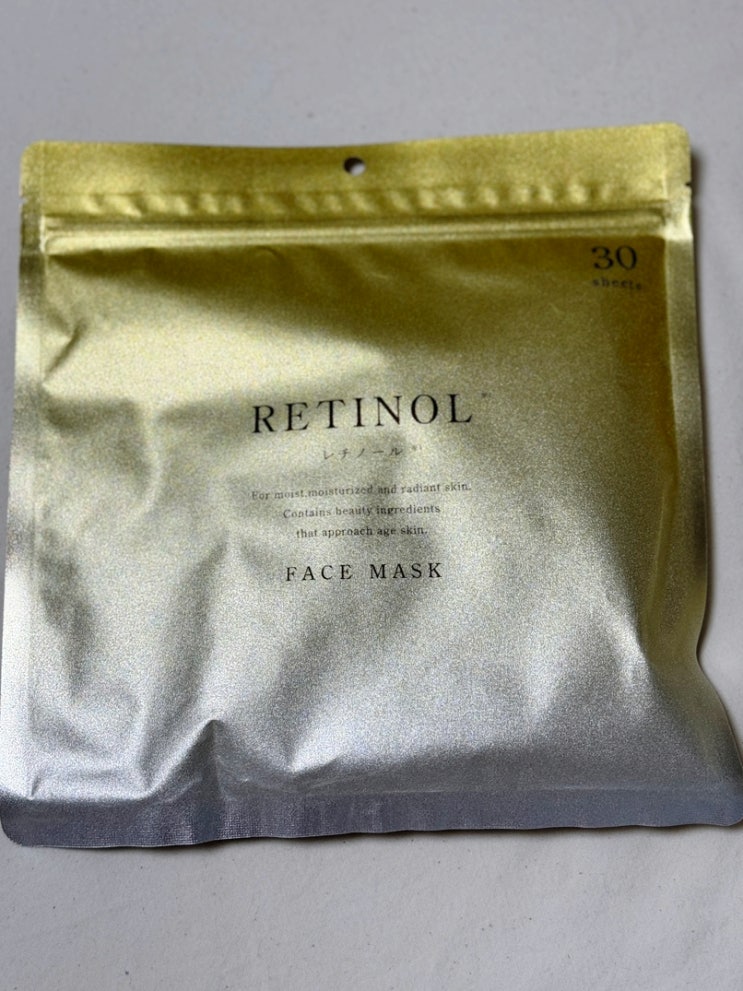 30
sheets
RETINOL※
レチノール ※1
For moist,moisturized and radiant skin.
Contains beauty ingredients
that approach age skin.
FACE MASK